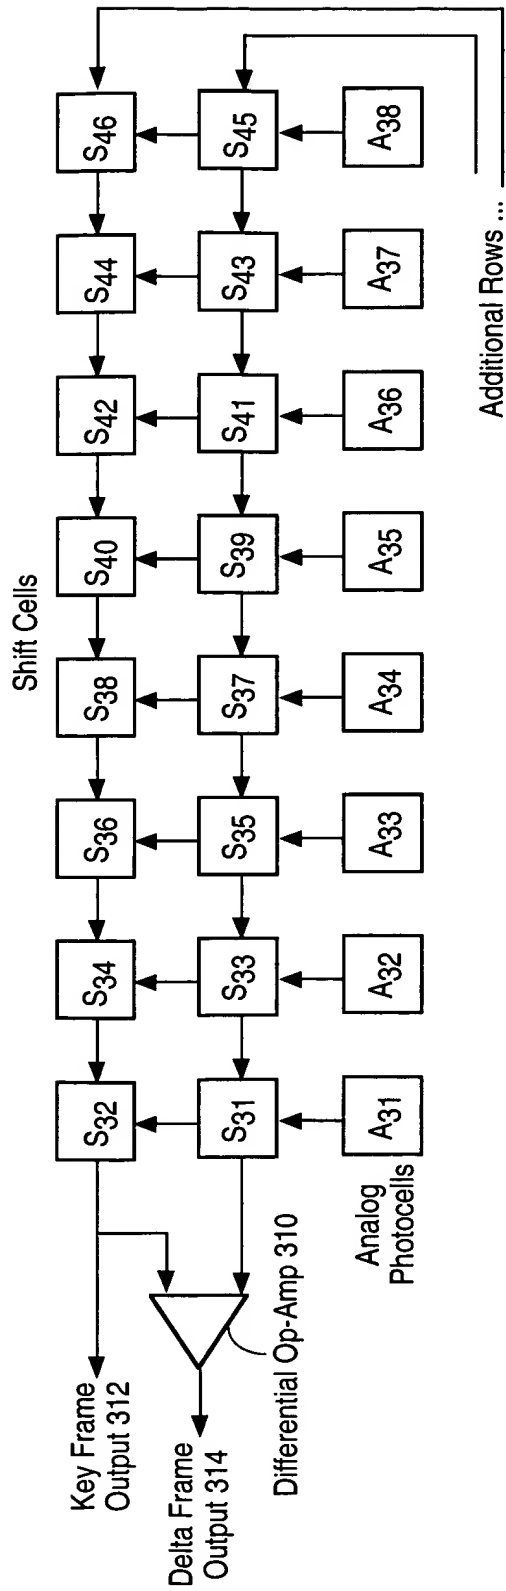 Shift Cells
Key Frame
Output 312
S32
S34
S36
S38
S40
S42
S44
S46
Delta Frame
Output 314
Differential Op-Amp 310
S31
S33
S35
S37
S39
S41
S43
S45
Analog
Photocells
A31
A32
A33
A34
A35
A36
A37
A38
Additional Rows ...